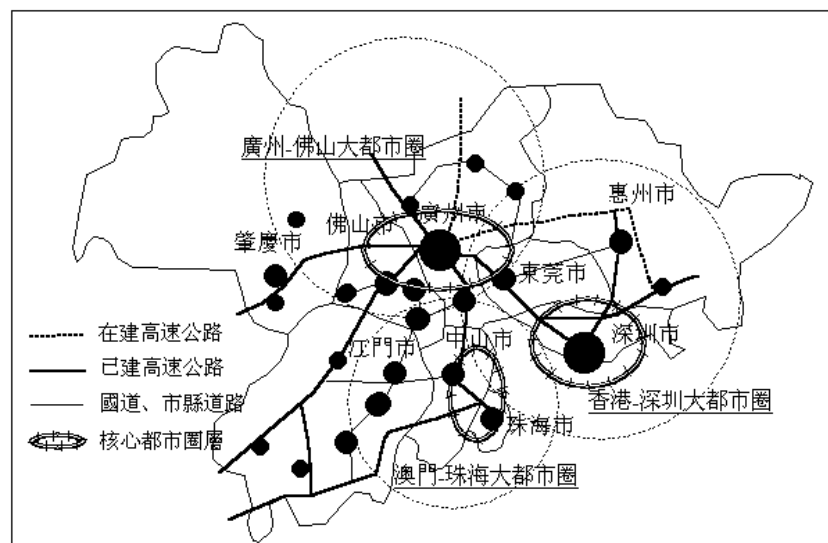 廣州-佛山大都市圈
惠州市
佛山市
廣州市
肇慶市
東莞市
在建高速公路
中山市
深圳市
江門市
已建高速公路
國道、市縣道路
香港-深圳大都市圈
珠海市
核心都市圈層
澳門-珠海大都市圈